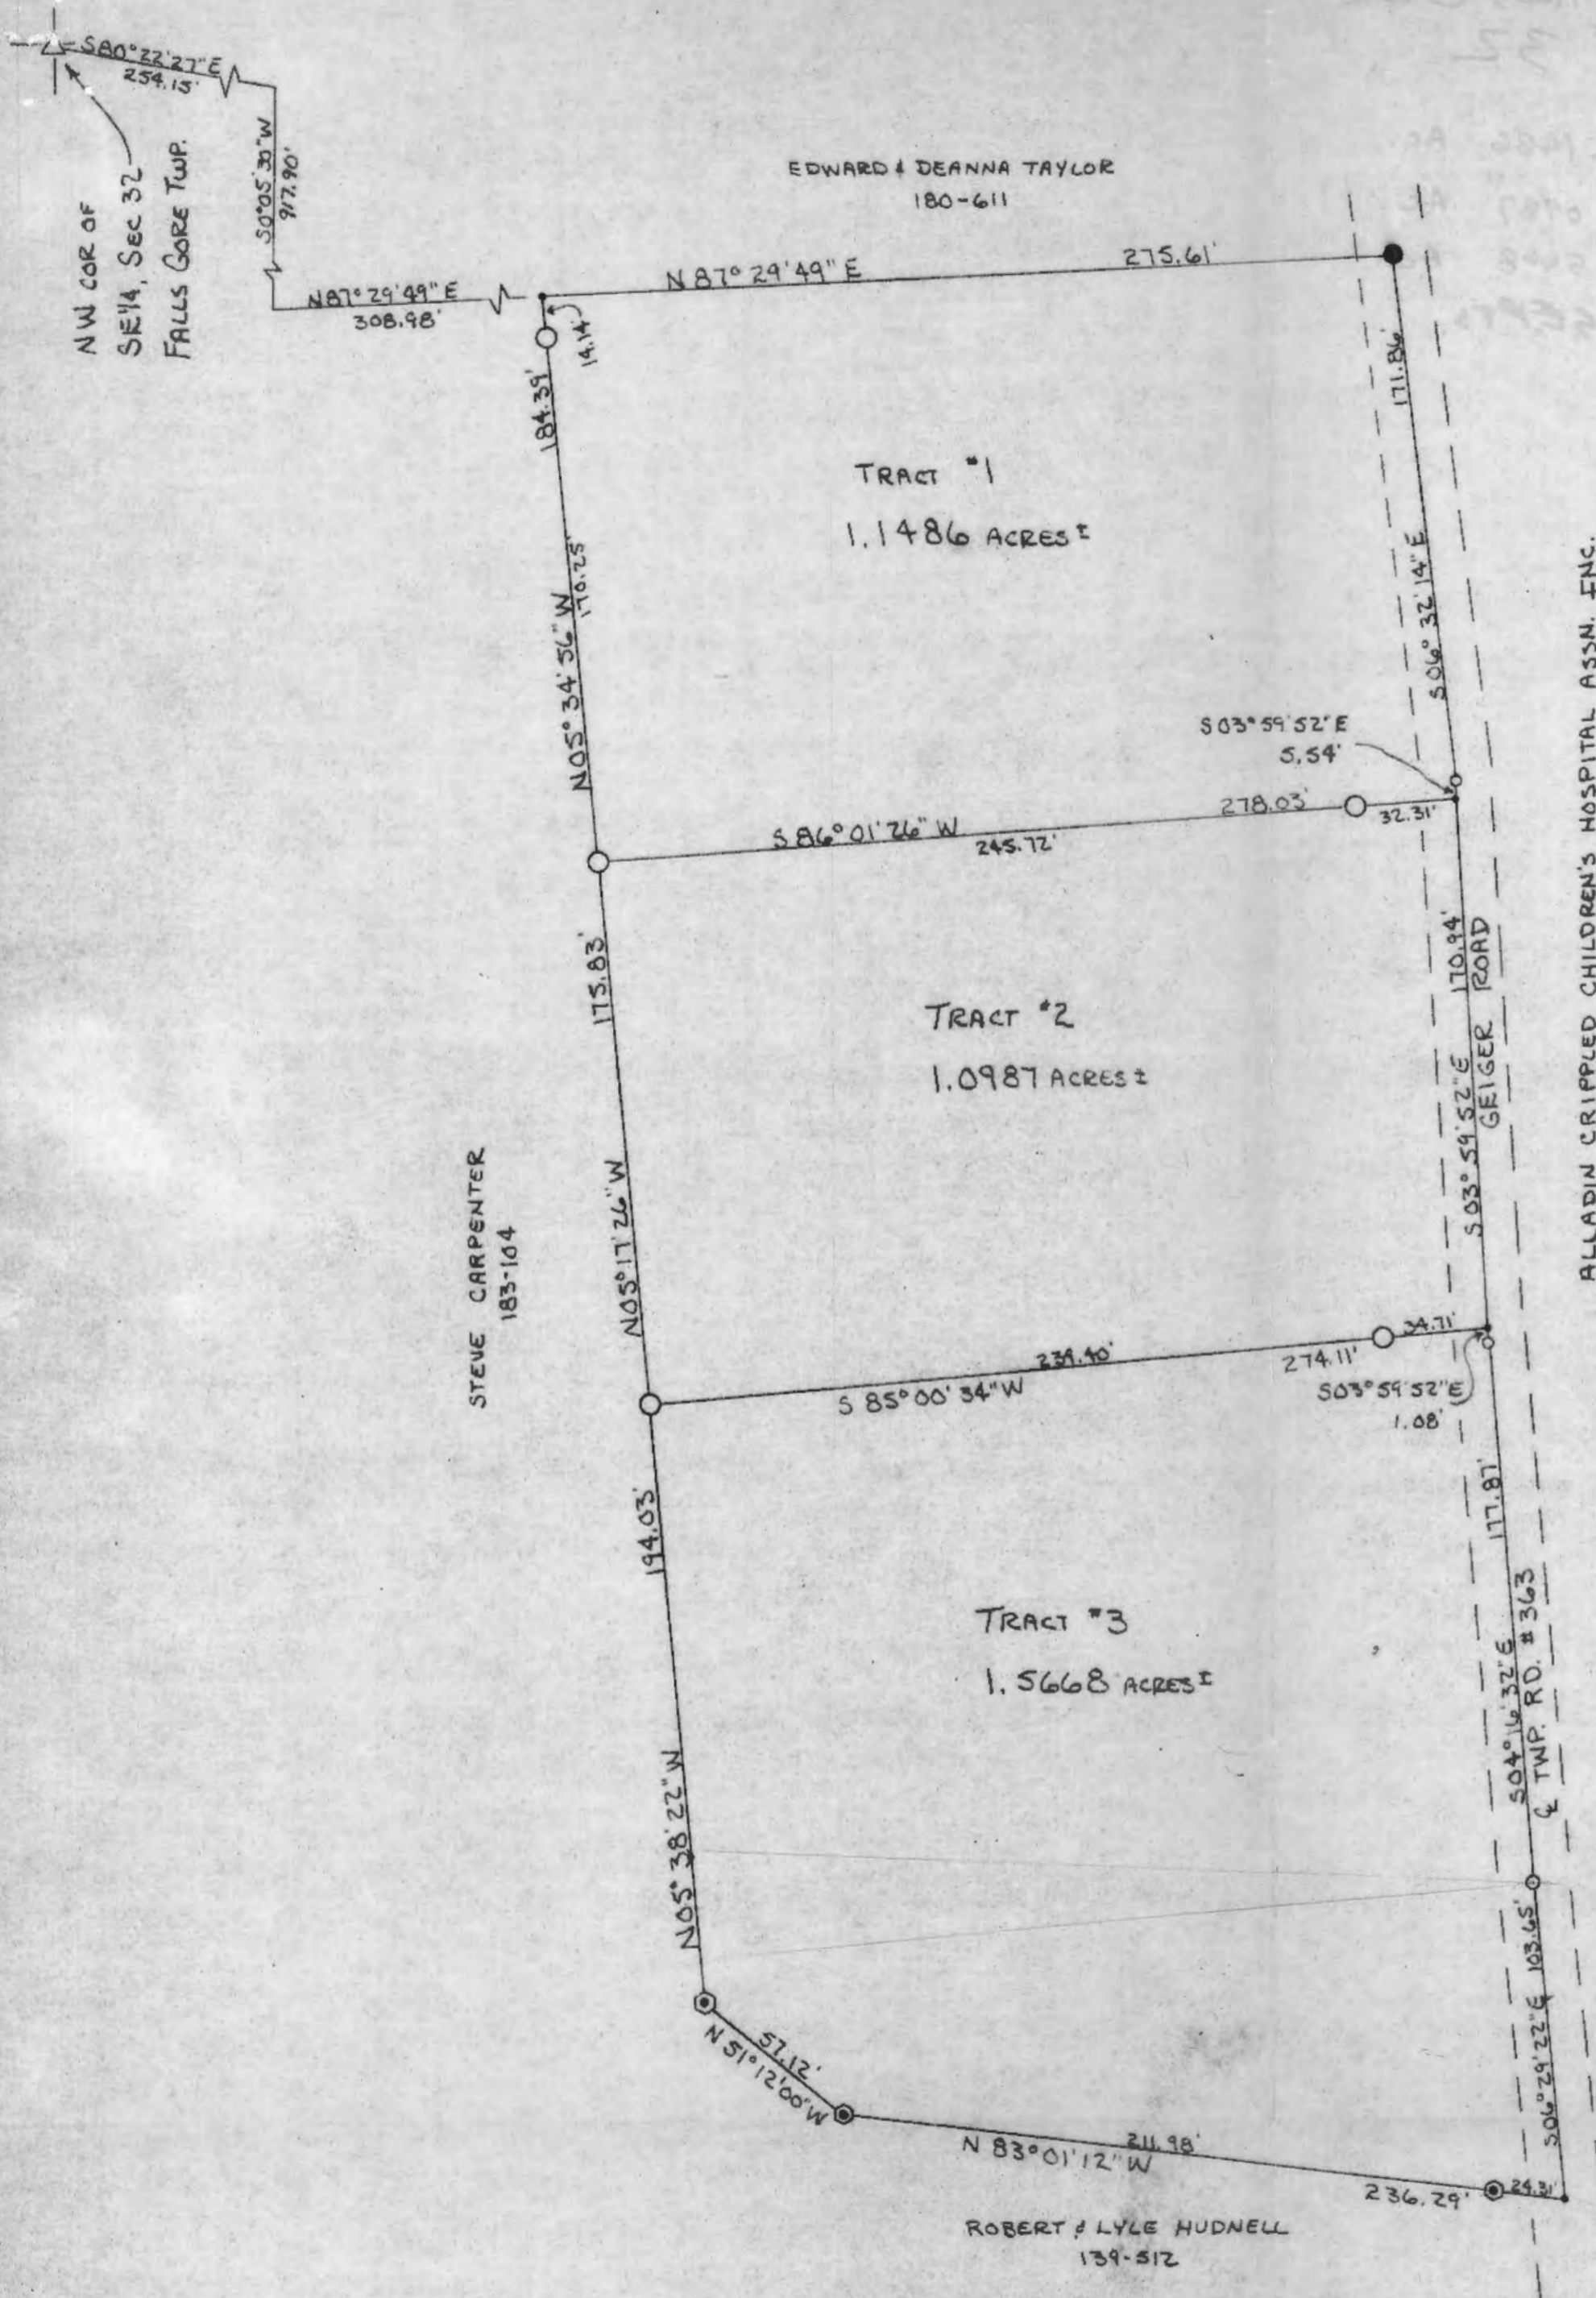 S80°22'27"E
254.15'
S0°05'30"W
917.90'
NW COR OF
SE1/4, SEC 32
FALLS GORE TWP.
N87°29'49"E
308.98'
EDWARD & DEANNA TAYLOR
180-611
N 87° 29' 49" E
275.61'
14.14'
184.39'
170.25'
N05° 34' 56" W
171.86'
S06° 32' 14" E
TRACT #1
1.1486 ACRES±
S03°59'52"E
5.54'
S 86° 01' 26" W
278.03'
245.72'
32.31'
175.83'
N05°17'26"W
170.94'
S03° 59' 52" E
GEIGER ROAD
TRACT #2
1.0987 ACRES±
STEVE CARPENTER
183-104
ALLADIN CRIPPLED CHILDREN'S HOSPITAL ASSN. INC.
239.40'
34.71'
274.11'
S 85° 00' 34" W
S03°59'52"E
1.08'
194.03'
N05° 38' 22" W
177.87'
S04°16'32"E
℄ TWP. RD. #363
TRACT #3
1.5668 ACRES±
103.65'
S06°29'22"E
57.12'
N 51°12'00" W
211.98'
N 83° 01' 12" W
236.29'
24.31'
ROBERT & LYLE HUDNELL
139-512
32